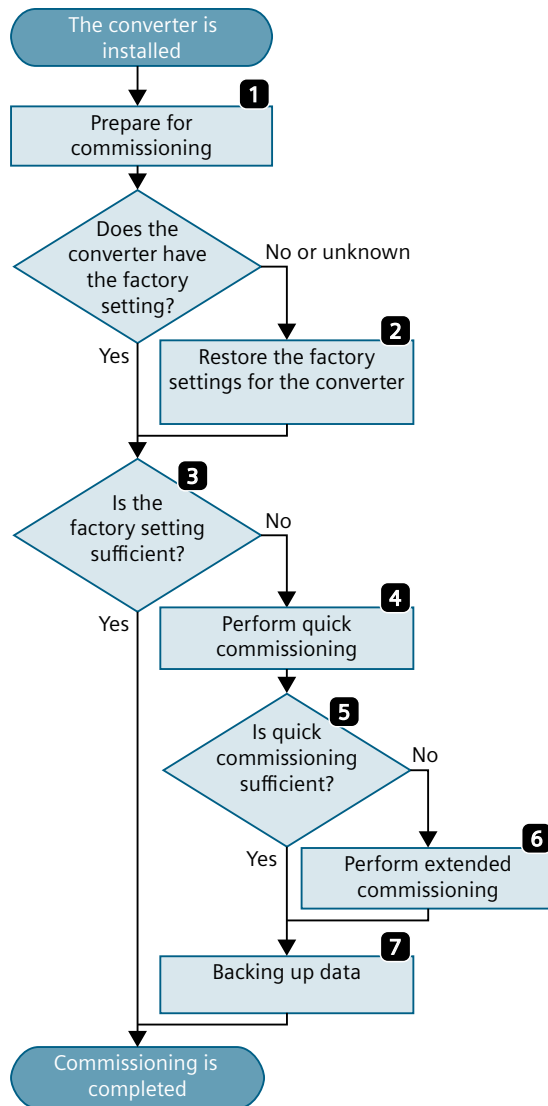 The converter is
installed
1
Prepare for
commissioning
Does the
converter have
the factory
setting?
No or unknown
2
Yes
Restore the factory
settings for the converter
3
Is the
factory setting
sufficient?
No
4
Yes
Perform quick
commissioning
5
Is quick
commissioning
sufficient?
No
6
Yes
Perform extended
commissioning
7
Backing up data
Commissioning is
completed